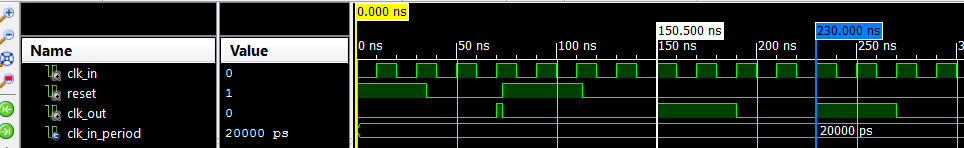 0.000 ns
150.500 ns 230.000 ns
Name Value
0 ns 50 ns 100 ns 150 ns 200 ns 250 ns 3
clk_in 0
reset 1
clk_out 0
clk_in_period 20000 ps 20000 ps